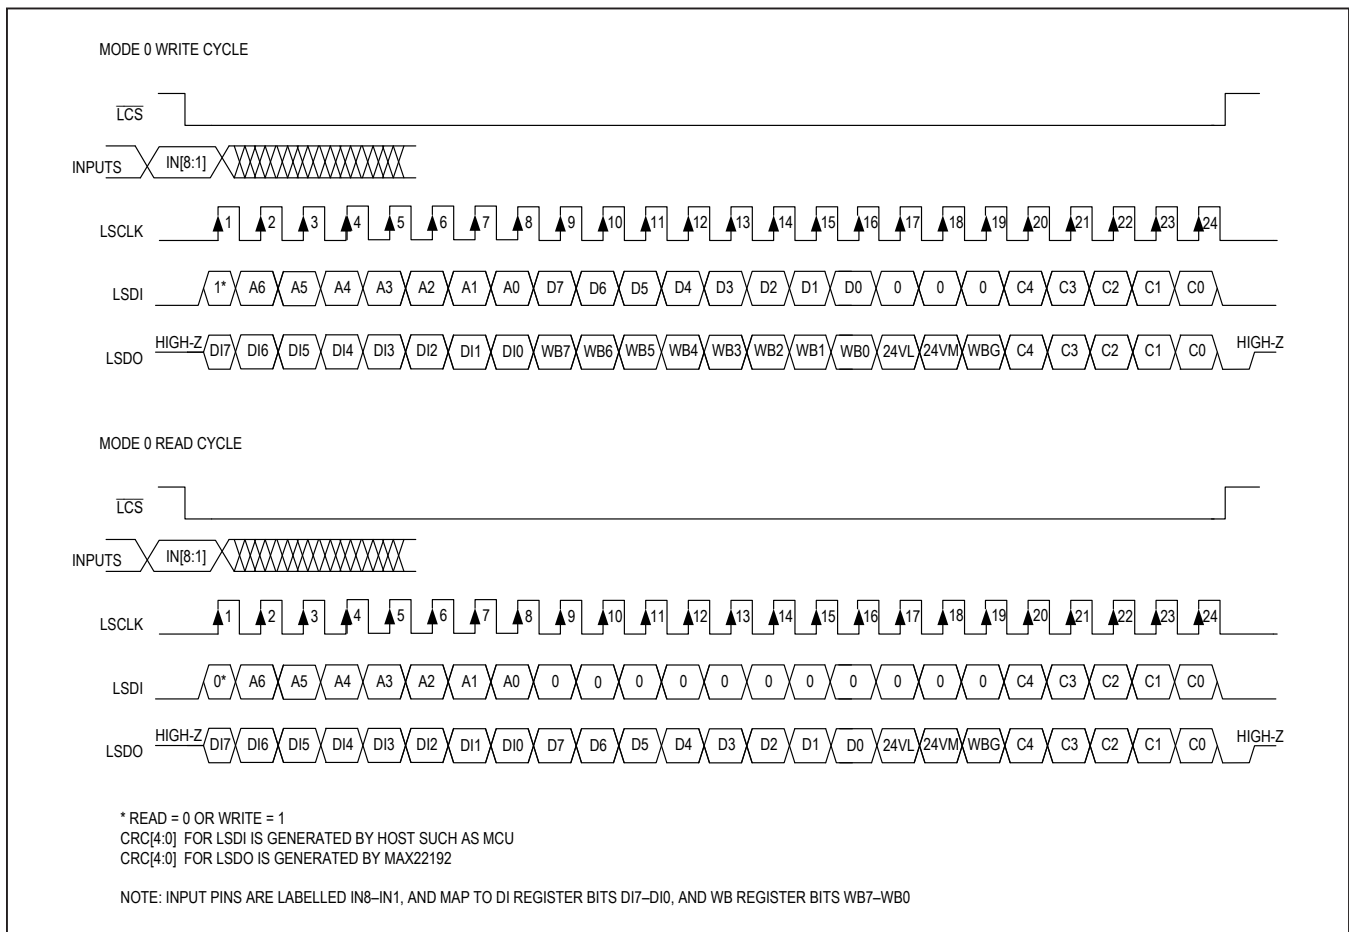 MODE 0 WRITE CYCLE
LCS
INPUTS IN[8:1]
LSCLK 1 2 3 4 5 6 7 8 9 10 11 12 13 14 15 16 17 18 19 20 21 22 23 24
LSDI 1* A6 A5 A4 A3 A2 A1 A0 D7 D6 D5 D4 D3 D2 D1 D0 0 0 0 C4 C3 C2 C1 C0
LSDO HIGH-Z DI7 DI6 DI5 DI4 DI3 DI2 DI1 DI0 WB7 WB6 WB5 WB4 WB3 WB2 WB1 WB0 24VL 24VM WBG C4 C3 C2 C1 C0 HIGH-Z
MODE 0 READ CYCLE
LCS
INPUTS IN[8:1]
LSCLK 1 2 3 4 5 6 7 8 9 10 11 12 13 14 15 16 17 18 19 20 21 22 23 24
LSDI 0* A6 A5 A4 A3 A2 A1 A0 0 0 0 0 0 0 0 0 0 0 0 C4 C3 C2 C1 C0
LSDO HIGH-Z DI7 DI6 DI5 DI4 DI3 DI2 DI1 DI0 D7 D6 D5 D4 D3 D2 D1 D0 24VL 24VM WBG C4 C3 C2 C1 C0 HIGH-Z
* READ = 0 OR WRITE = 1
CRC[4:0] FOR LSDI IS GENERATED BY HOST SUCH AS MCU
CRC[4:0] FOR LSDO IS GENERATED BY MAX22192
NOTE: INPUT PINS ARE LABELLED IN8–IN1, AND MAP TO DI REGISTER BITS DI7–DI0, AND WB REGISTER BITS WB7–WB0